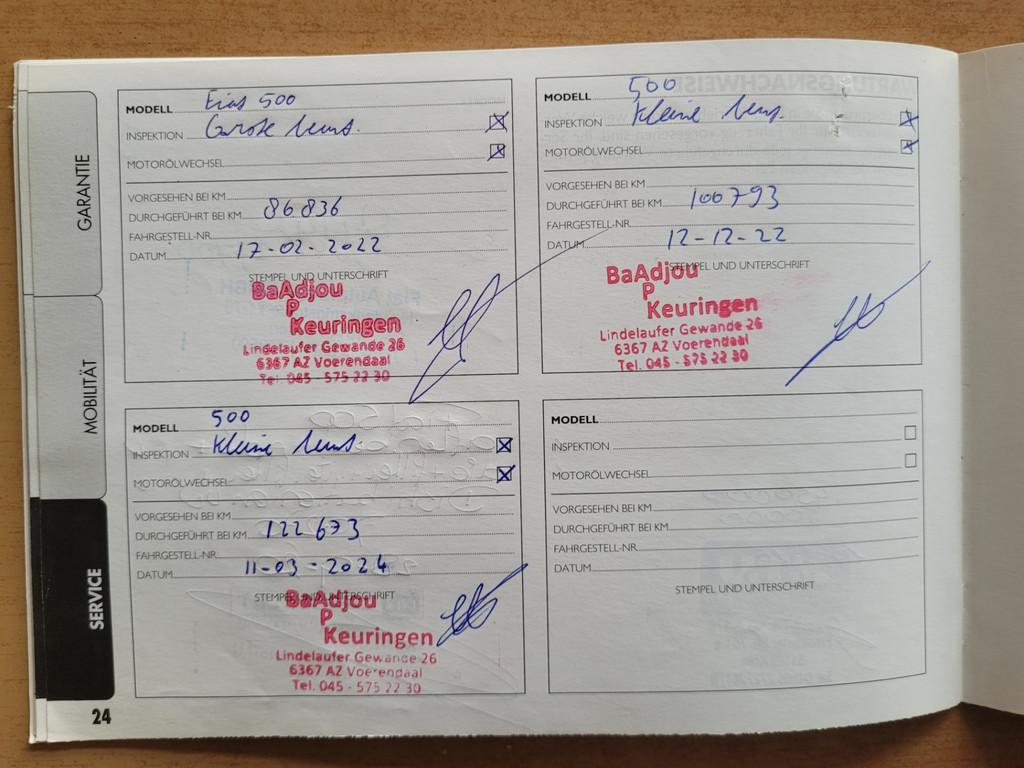 GARANTIE
MOBILITÄT
SERVICE
MODELL Fiat 500
INSPEKTION Grote
MOTORÖLWECHSEL
VORGESEHEN BEI KM
DURCHGEFÜHRT BEI KM 86836
FAHRGESTELL-NR.
DATUM 17-02-2022
STEMPEL UND UNTERSCHRIFT
BaAdjou
P
Keuringen
Lindelaufer Gewande 26
6367 AZ Voerendaal
Tel. 045 - 575 22 30
MODELL 500
INSPEKTION Kleine
MOTORÖLWECHSEL
VORGESEHEN BEI KM
DURCHGEFÜHRT BEI KM 100793
FAHRGESTELL-NR.
DATUM 12-12-22
STEMPEL UND UNTERSCHRIFT
BaAdjou
P
Keuringen
Lindelaufer Gewande 26
6367 AZ Voerendaal
Tel. 045 - 575 22 30
MODELL 500
INSPEKTION Kleine
MOTORÖLWECHSEL
VORGESEHEN BEI KM
DURCHGEFÜHRT BEI KM 122673
FAHRGESTELL-NR.
DATUM 11-03-2024
STEMPEL UND UNTERSCHRIFT
BaAdjou
P
Keuringen
Lindelaufer Gewande 26
6367 AZ Voerendaal
Tel. 045 - 575 22 30
MODELL
INSPEKTION
MOTORÖLWECHSEL
VORGESEHEN BEI KM
DURCHGEFÜHRT BEI KM
FAHRGESTELL-NR.
DATUM
STEMPEL UND UNTERSCHRIFT
24